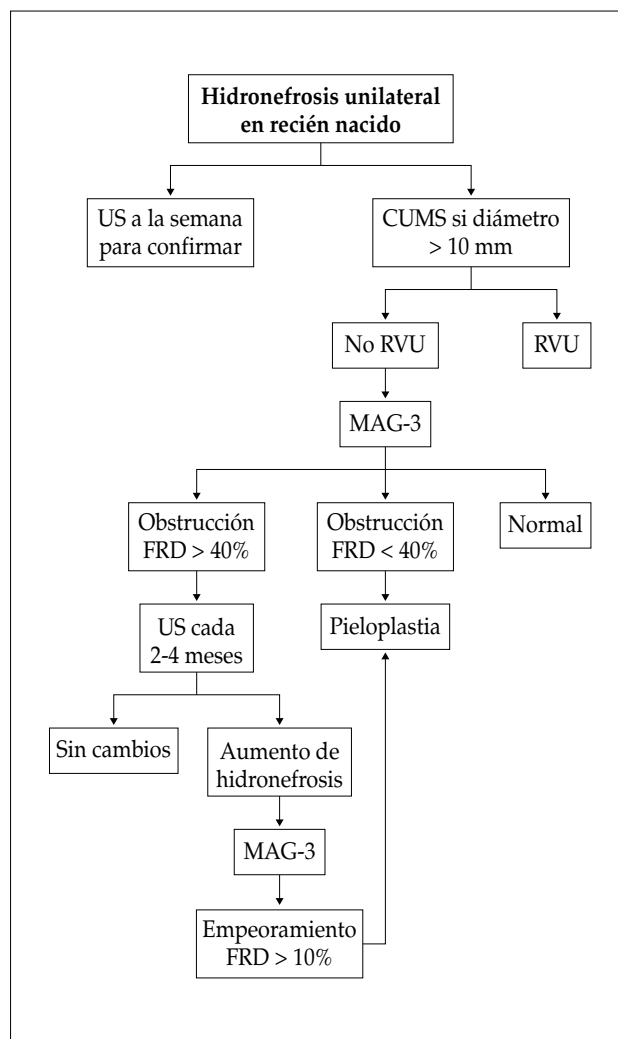 Hidronefrosis unilateral
en recién nacido
US a la semana
para confirmar
CUMS si diámetro
> 10 mm
No RVU
RVU
MAG-3
Obstrucción
FRD > 40%
Obstrucción
FRD < 40%
Normal
US cada
2-4 meses
Pieloplastia
Sin cambios
Aumento de
hidronefrosis
MAG-3
Empeoramiento
FRD > 10%